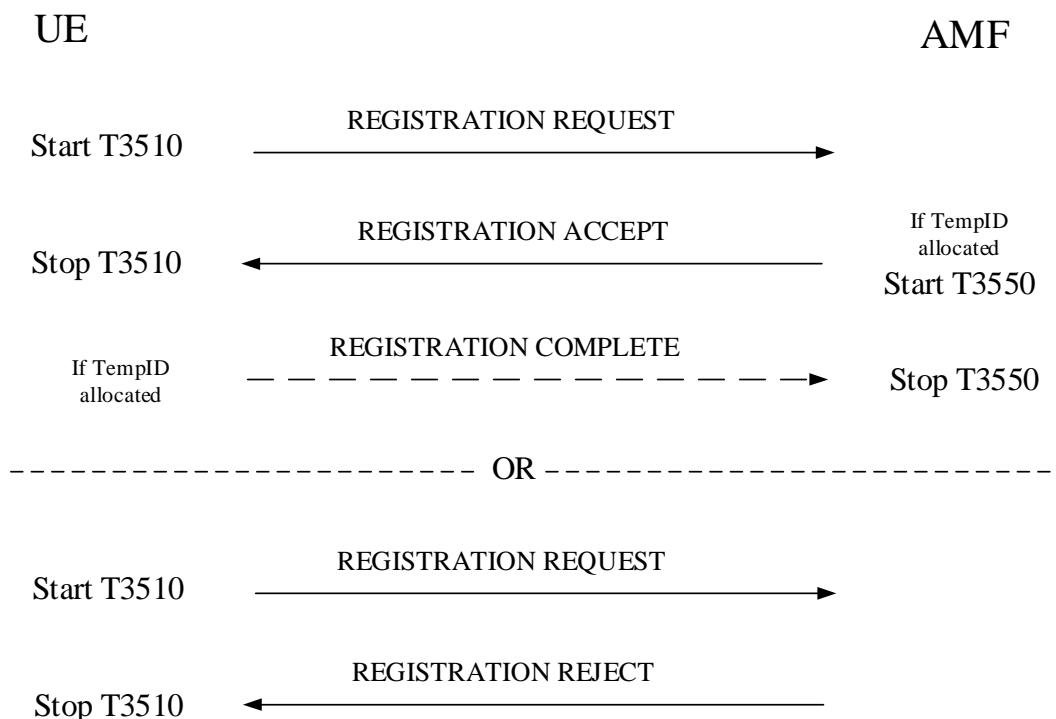 UE
AMF
REGISTRATION REQUEST
Start T3510
REGISTRATION ACCEPT
If TempID
allocated
Stop T3510
Start T3550
REGISTRATION COMPLETE
If TempID
allocated
Stop T3550
OR
REGISTRATION REQUEST
Start T3510
REGISTRATION REJECT
Stop T3510